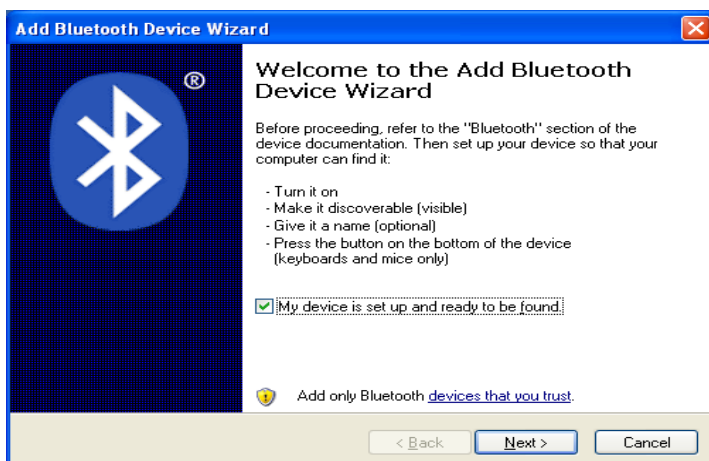 Add Bluetooth Device Wizard
®
Welcome to the Add Bluetooth
Device Wizard
Before proceeding, refer to the "Bluetooth" section of the
device documentation. Then set up your device so that your
computer can find it:
- Turn it on
- Make it discoverable (visible)
- Give it a name (optional)
- Press the button on the bottom of the device
(keyboards and mice only)
My device is set up and ready to be found.
Add only Bluetooth devices that you trust.
< Back Next > Cancel